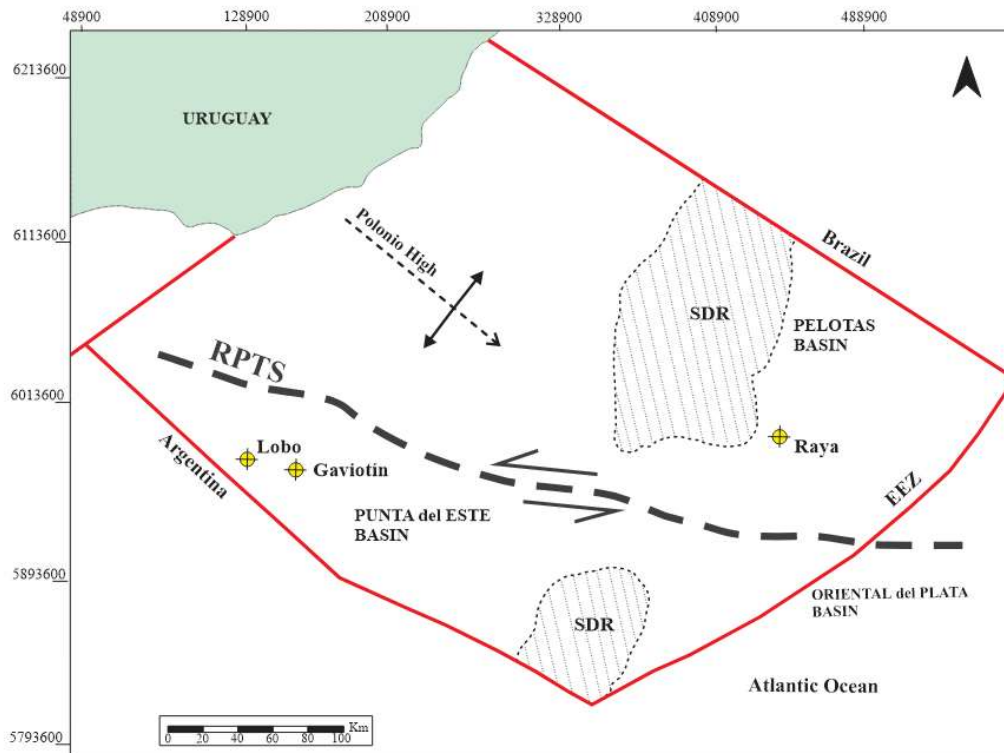 48900 128900 208900 328900 408900 488900
6213600
URUGUAY
Polonio High
6113600
Brazil
SDR
PELOTAS
BASIN
RPTS
6013600
Argentina
Lobo
Gaviotín
Raya
EEZ
PUNTA del ESTE
BASIN
5893600
ORIENTAL del PLATA
BASIN
SDR
Atlantic Ocean
Km
0 20 40 60 80 100
5793600